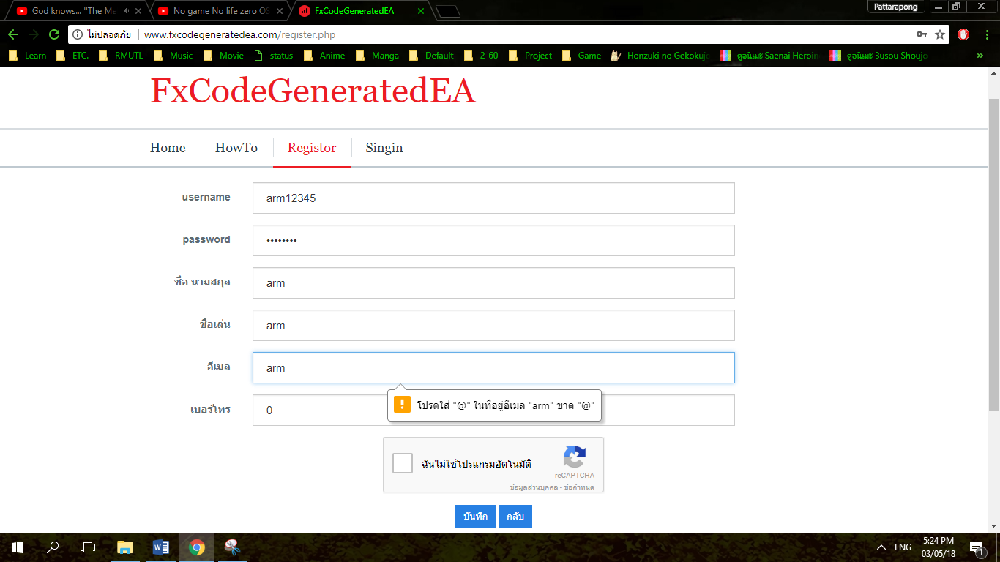 God knows... "The Me
No game No life zero OS
FxCodeGeneratedEA
Pattarapong
ไม่ปลอดภัย
www.fxcodegeneratedea.com/register.php
Learn ETC. RMUTL Music Movie status Anime Manga Default 2-60 Project Game Honzuki no Gekokujo ดูอนิเมะ Saenai Heroin ดูอนิเมะ Busou Shoujo »
FxCodeGeneratedEA
Home HowTo Registor Singin
username arm12345
password ••••••••
ชื่อ นามสกุล arm
ชื่อเล่น arm
อีเมล arm
โปรดใส่ "@" ในที่อยู่อีเมล "arm" ขาด "@"
เบอร์โทร 0
ฉันไม่ใช่โปรแกรมอัตโนมัติ
reCAPTCHA
ข้อมูลส่วนบุคคล - ข้อกำหนด
บันทึก กลับ
ENG
5:24 PM
03/05/18
1